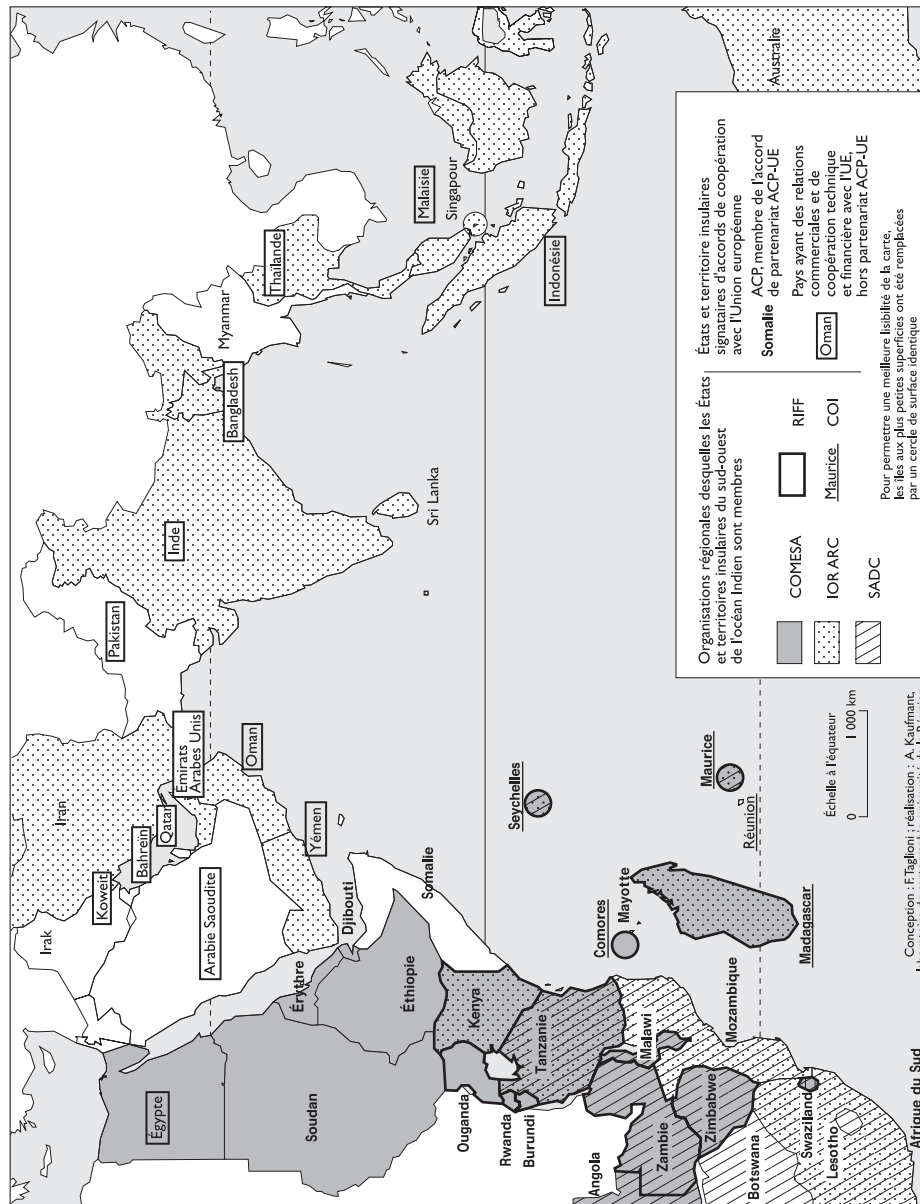 Égypte
Soudan
Érythre
Éthiopie
Djibouti
Somalie
Ouganda
Kenya
Rwanda
Burundi
Tanzanie
Angola
Zambie
Malawi
Mozambique
Zimbabwe
Botswana
Swaziland
Lesotho
Afrique du Sud
Irak
Koweit
Iran
Bahreïn
Qatar
Émirats
Arabes Unis
Arabie Saoudite
Oman
Yémen
Pakistan
Inde
Bangladesh
Myanmar
Thaïlande
Sri Lanka
Malaisie
Singapour
Indonésie
Australie
Seychelles
Comores
Mayotte
Madagascar
Maurice
Réunion
Échelle à l'équateur
0 1 000 km
Organisations régionales desquelles les États
et territoires insulaires du sud-ouest
de l'océan Indien sont membres
COMESA
IOR ARC
SADC
RIFF
Maurice COI
États et territoire insulaires
signataires d'accords de coopération
avec l'Union européenne
Somalie ACP, membre de l'accord
de partenariat ACP-UE
Oman Pays ayant des relations
commerciales et de
coopération technique
et financière avec l'UE,
hors partenariat ACP-UE
Pour permettre une meilleure lisibilité de la carte,
les îles aux plus petites superficies ont été remplacées
par un cercle de surface identique
Conception : F. Taglioni ; réalisation : A. Kaufmant,